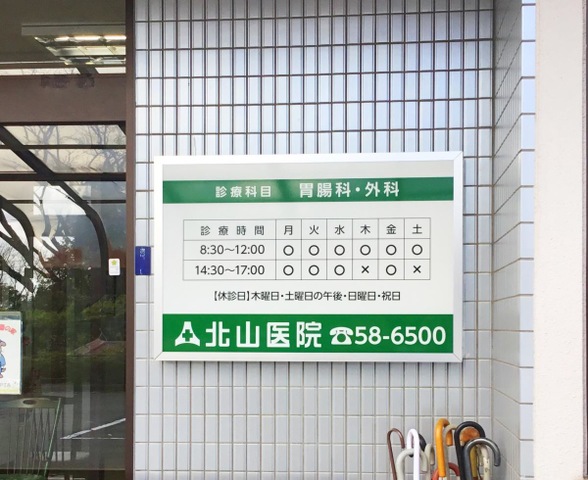 診療科目 胃腸科・外科
診療時間 月 火 水 木 金 土
8:30～12:00 ○ ○ ○ ○ ○ ○
14:30～17:00 ○ ○ ○ × ○ ×
【休診日】木曜日・土曜日の午後・日曜日・祝日
北山医院 ☎58-6500